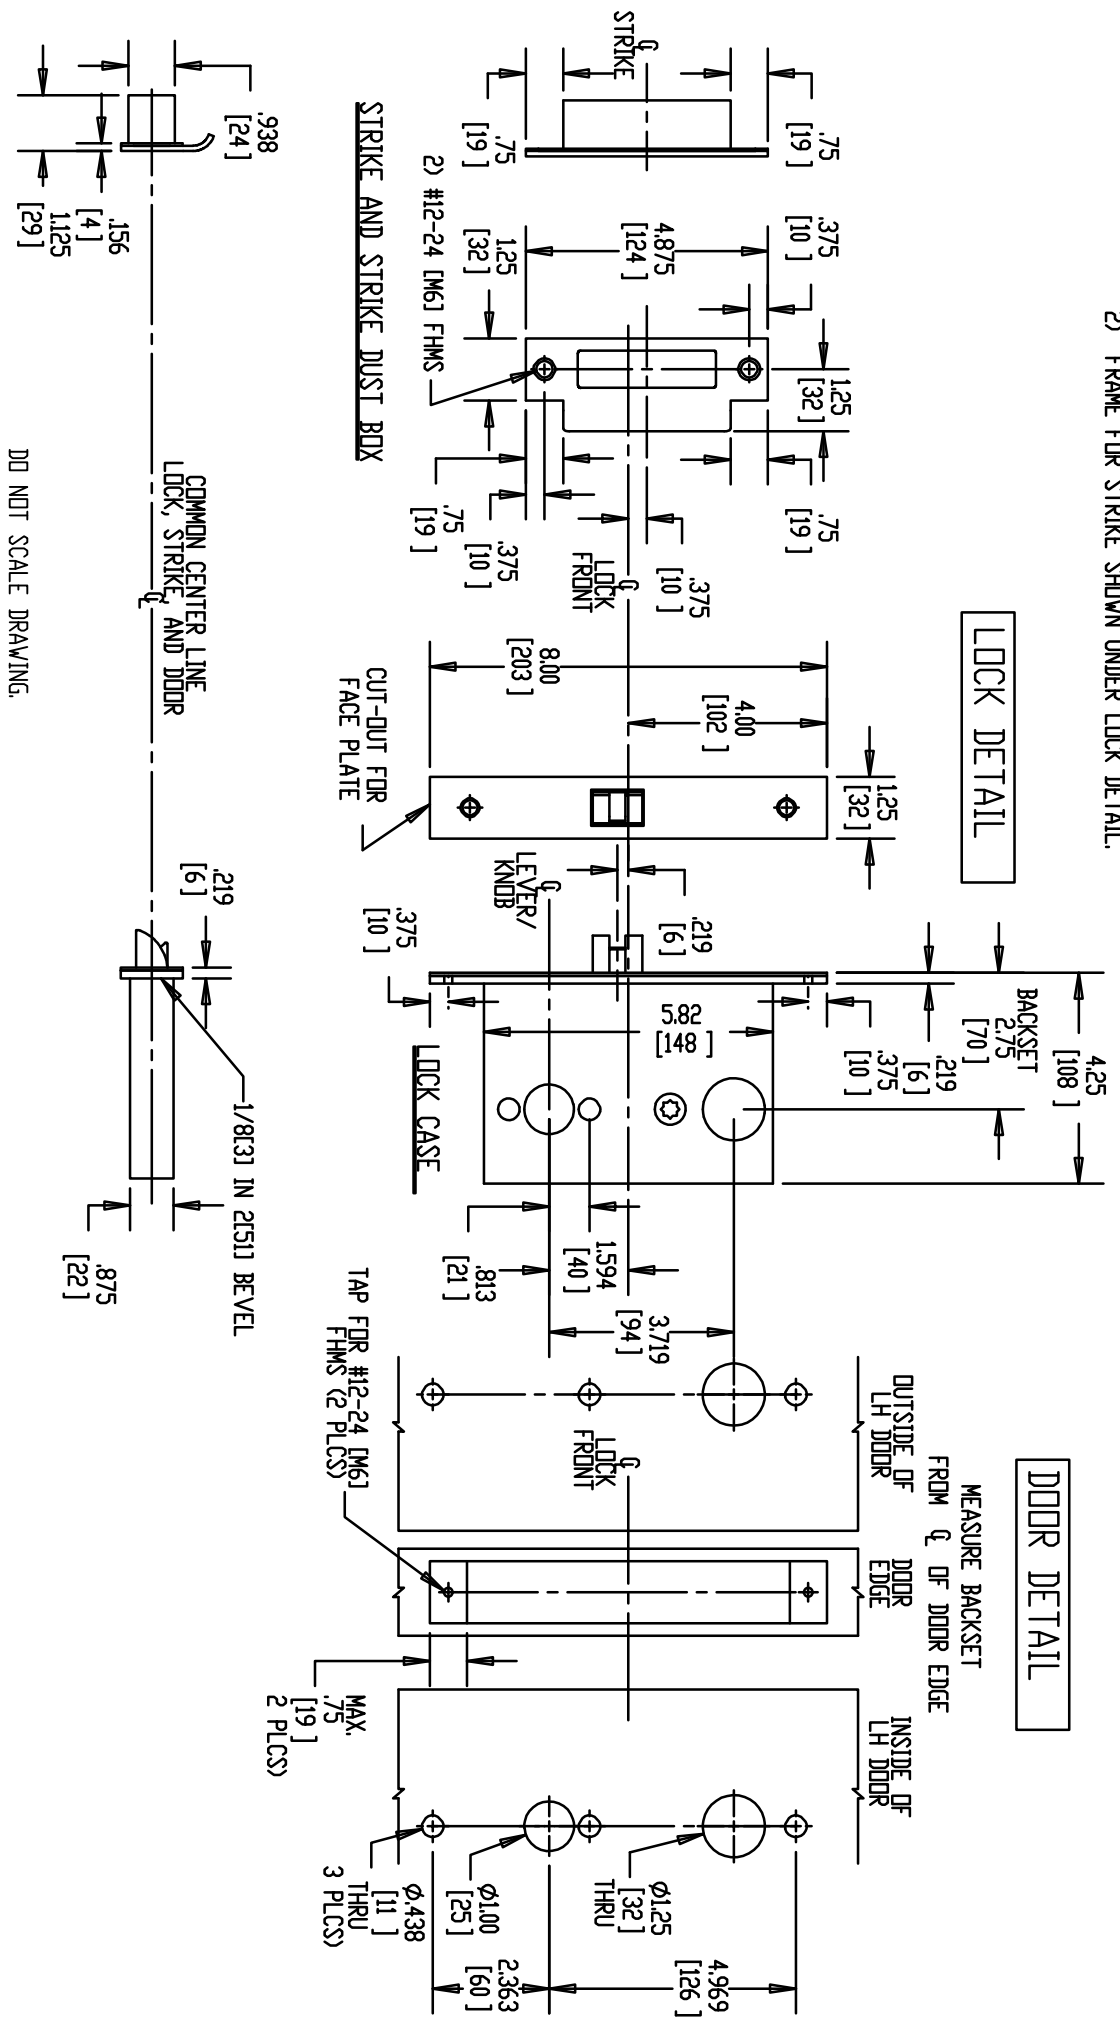 2) FRAME FOR STRIKE SHOWN UNDER LOCK DETAIL.
LOCK DETAIL
DOOR DETAIL
MEASURE BACKSET
FROM ℄ OF DOOR EDGE
4.25
[108 ]
BACKSET
2.75
[70 ]
.219
[6 ]
.375
[10 ]
OUTSIDE OF
LH DOOR
DOOR
EDGE
INSIDE OF
LH DOOR
.75
[19 ]
.375
[10 ]
1.25
[32 ]
.75
[19 ]
1.25
[32 ]
℄
STRIKE
4.875
[124 ]
.375
[10 ]
℄
LOCK
FRONT
4.00
[102 ]
8.00
[203 ]
.219
[6 ]
5.82
[148 ]
℄
LEVER/
KNOB
.375
[10 ]
3.719
[94 ]
1.594
[40 ]
.813
[21 ]
℄
LOCK
FRONT
Ø1.25
[32 ]
THRU
4.969
[126 ]
Ø1.00
[25 ]
2.363
[60 ]
Ø.438
[11 ]
THRU
3 PLCS)
.75
[19 ]
.75
[19 ]
1.25
[32 ]
.375
[10 ]
.75
[19 ]
2) #12-24 [M6] FHMS
STRIKE AND STRIKE DUST BOX
CUT-OUT FOR
FACE PLATE
LOCK CASE
TAP FOR #12-24 [M6]
FHMS (2 PLCS)
MAX.
.75
[19 ]
2 PLCS)
.938
[24 ]
.156
[4 ]
1.125
[29 ]
COMMON CENTER LINE
LOCK, STRIKE, AND DOOR
℄
.219
[6 ]
1/8[3] IN 2[51] BEVEL
.875
[22 ]
DO NOT SCALE DRAWING.